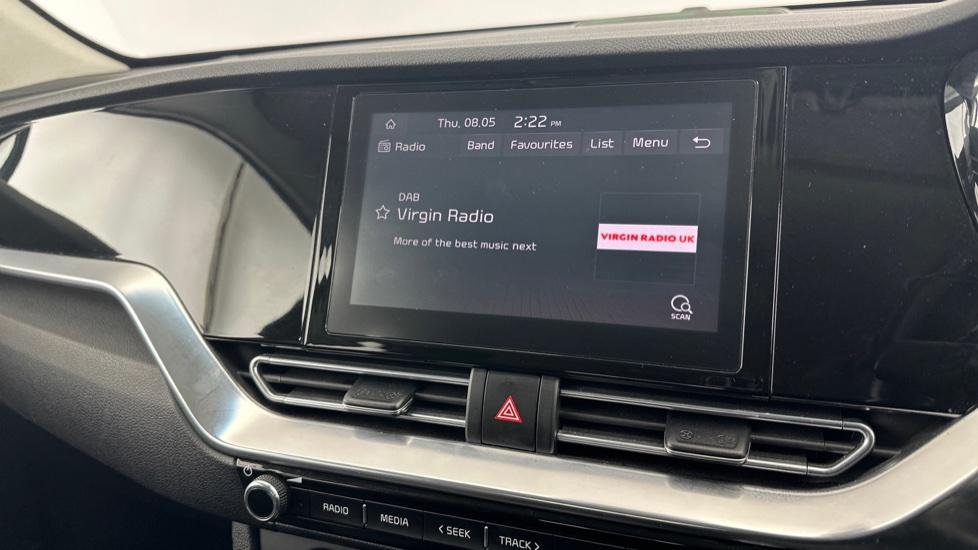 Thu, 08.05 2:22 PM
Radio Band Favourites List Menu
DAB
Virgin Radio
More of the best music next
VIRGIN RADIO UK
SCAN
RADIO MEDIA < SEEK TRACK >